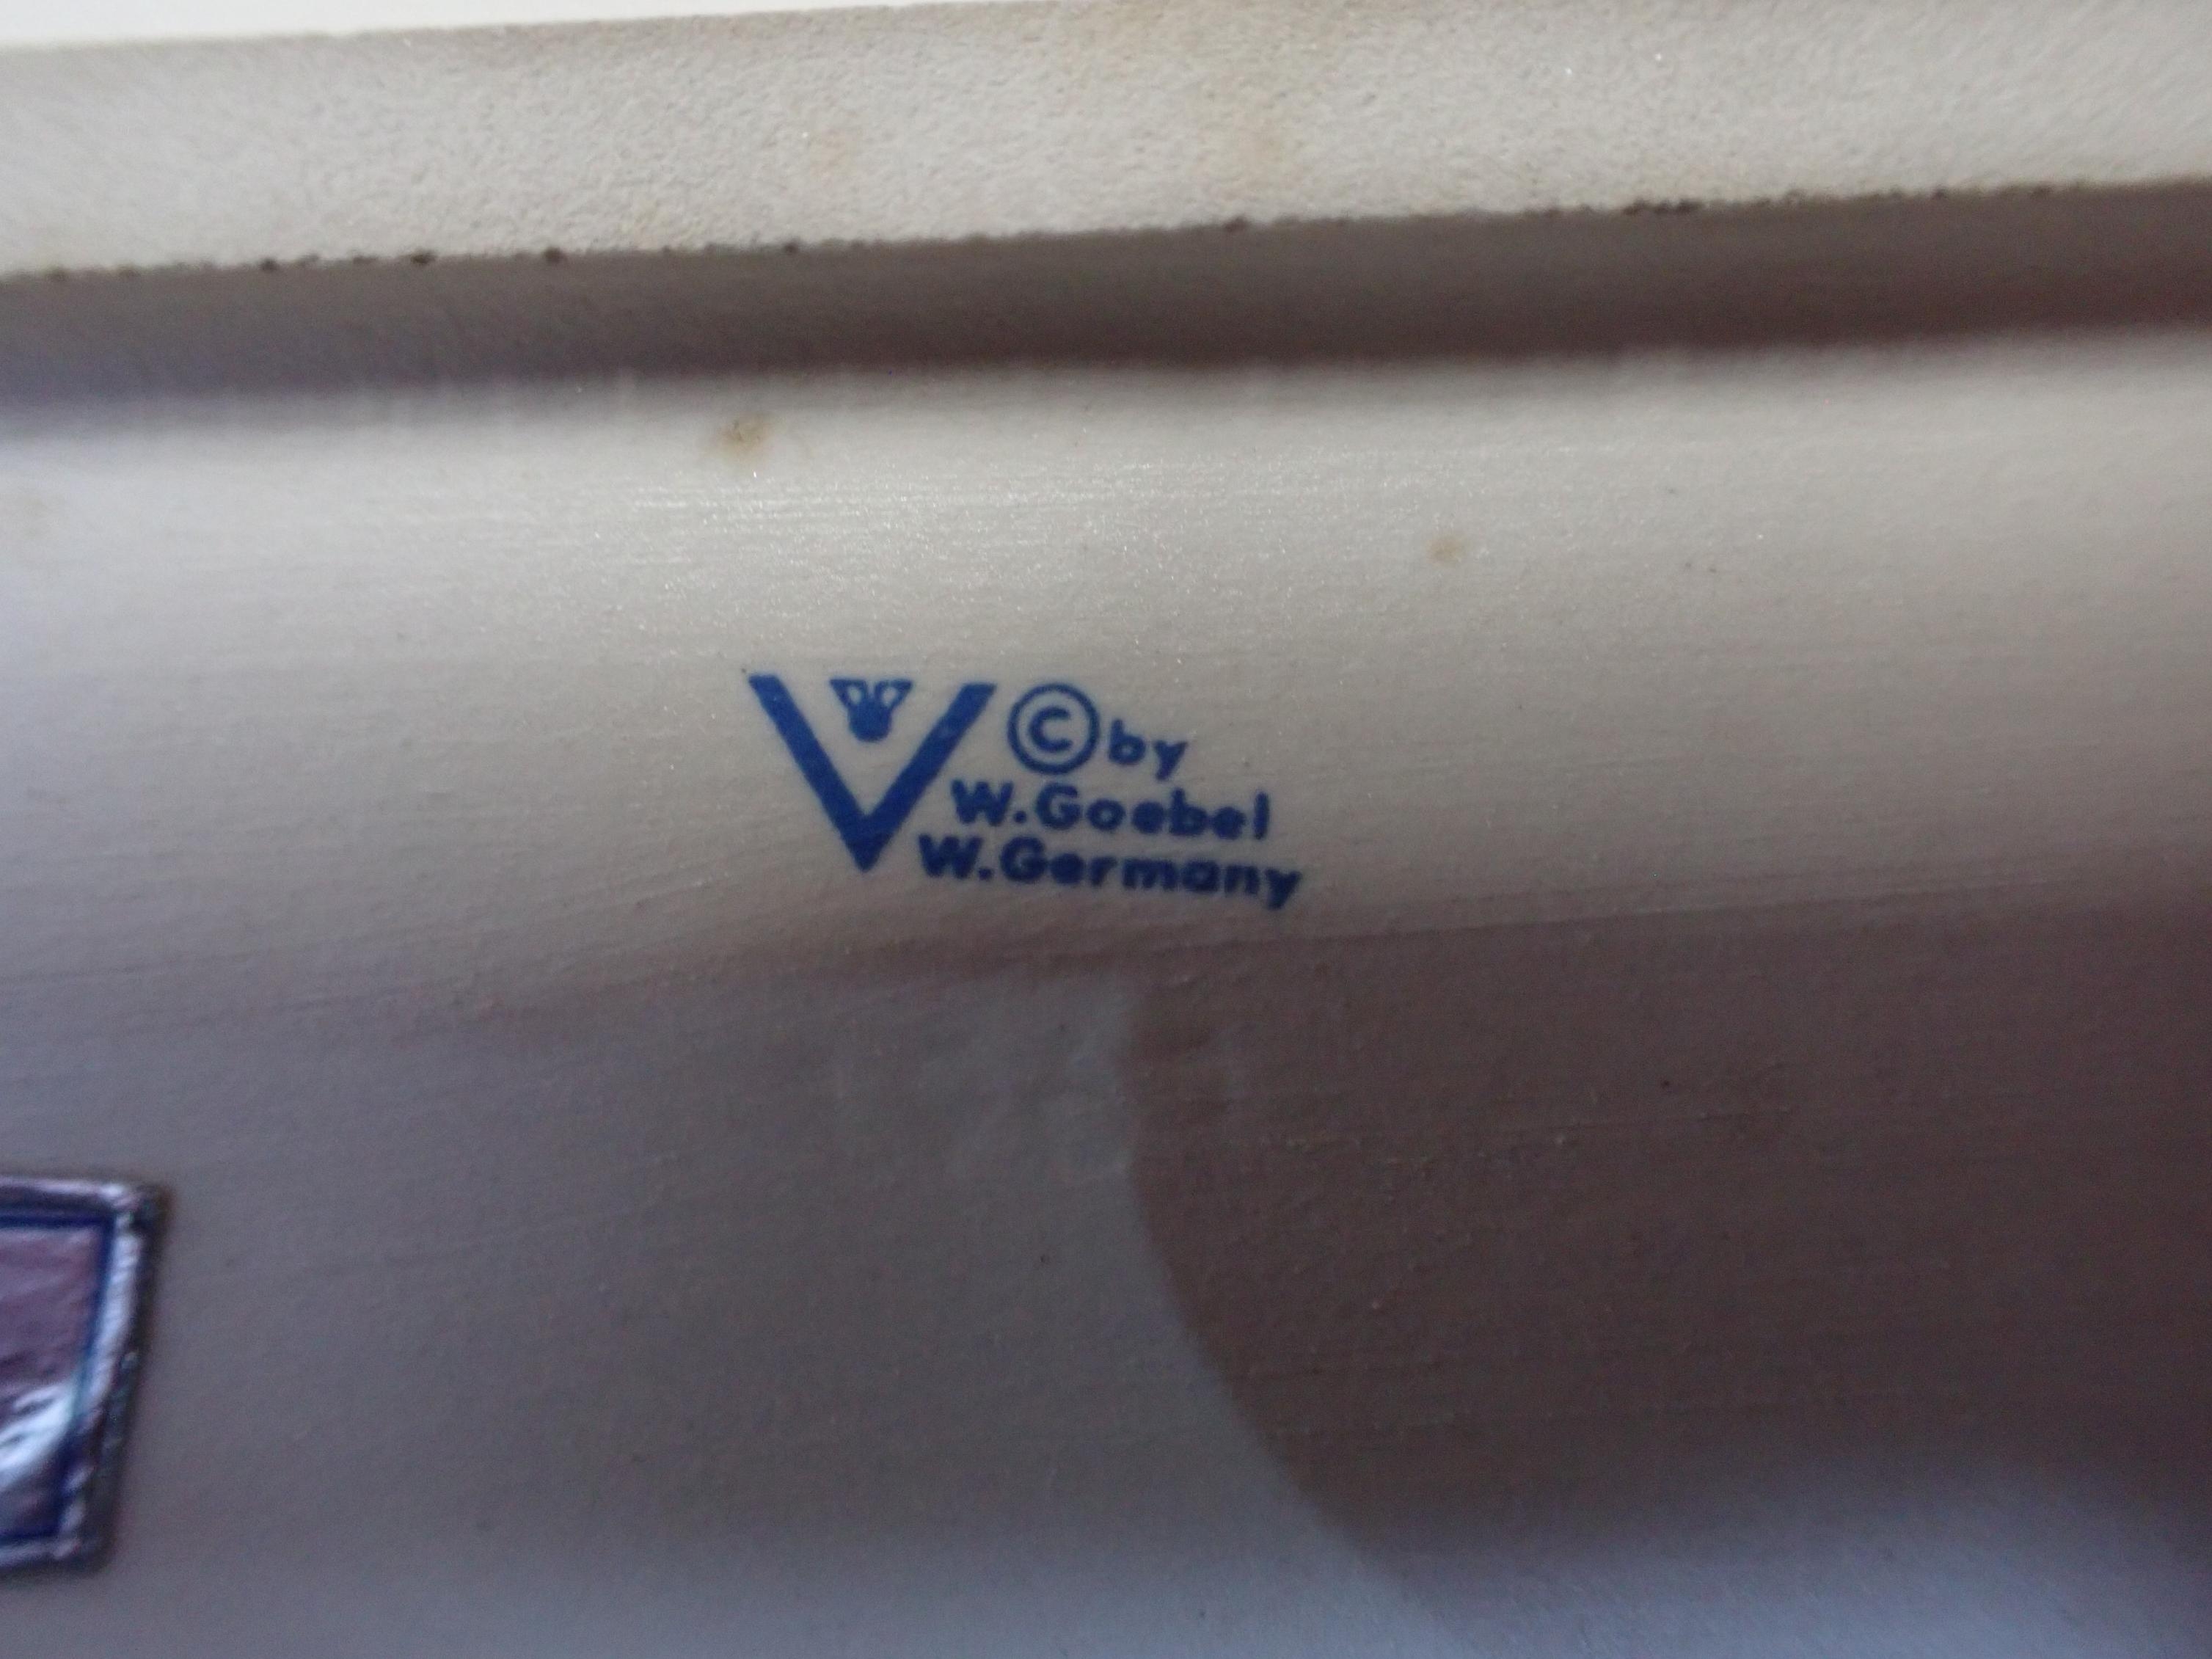 V © by
W. Goebel
W. Germany